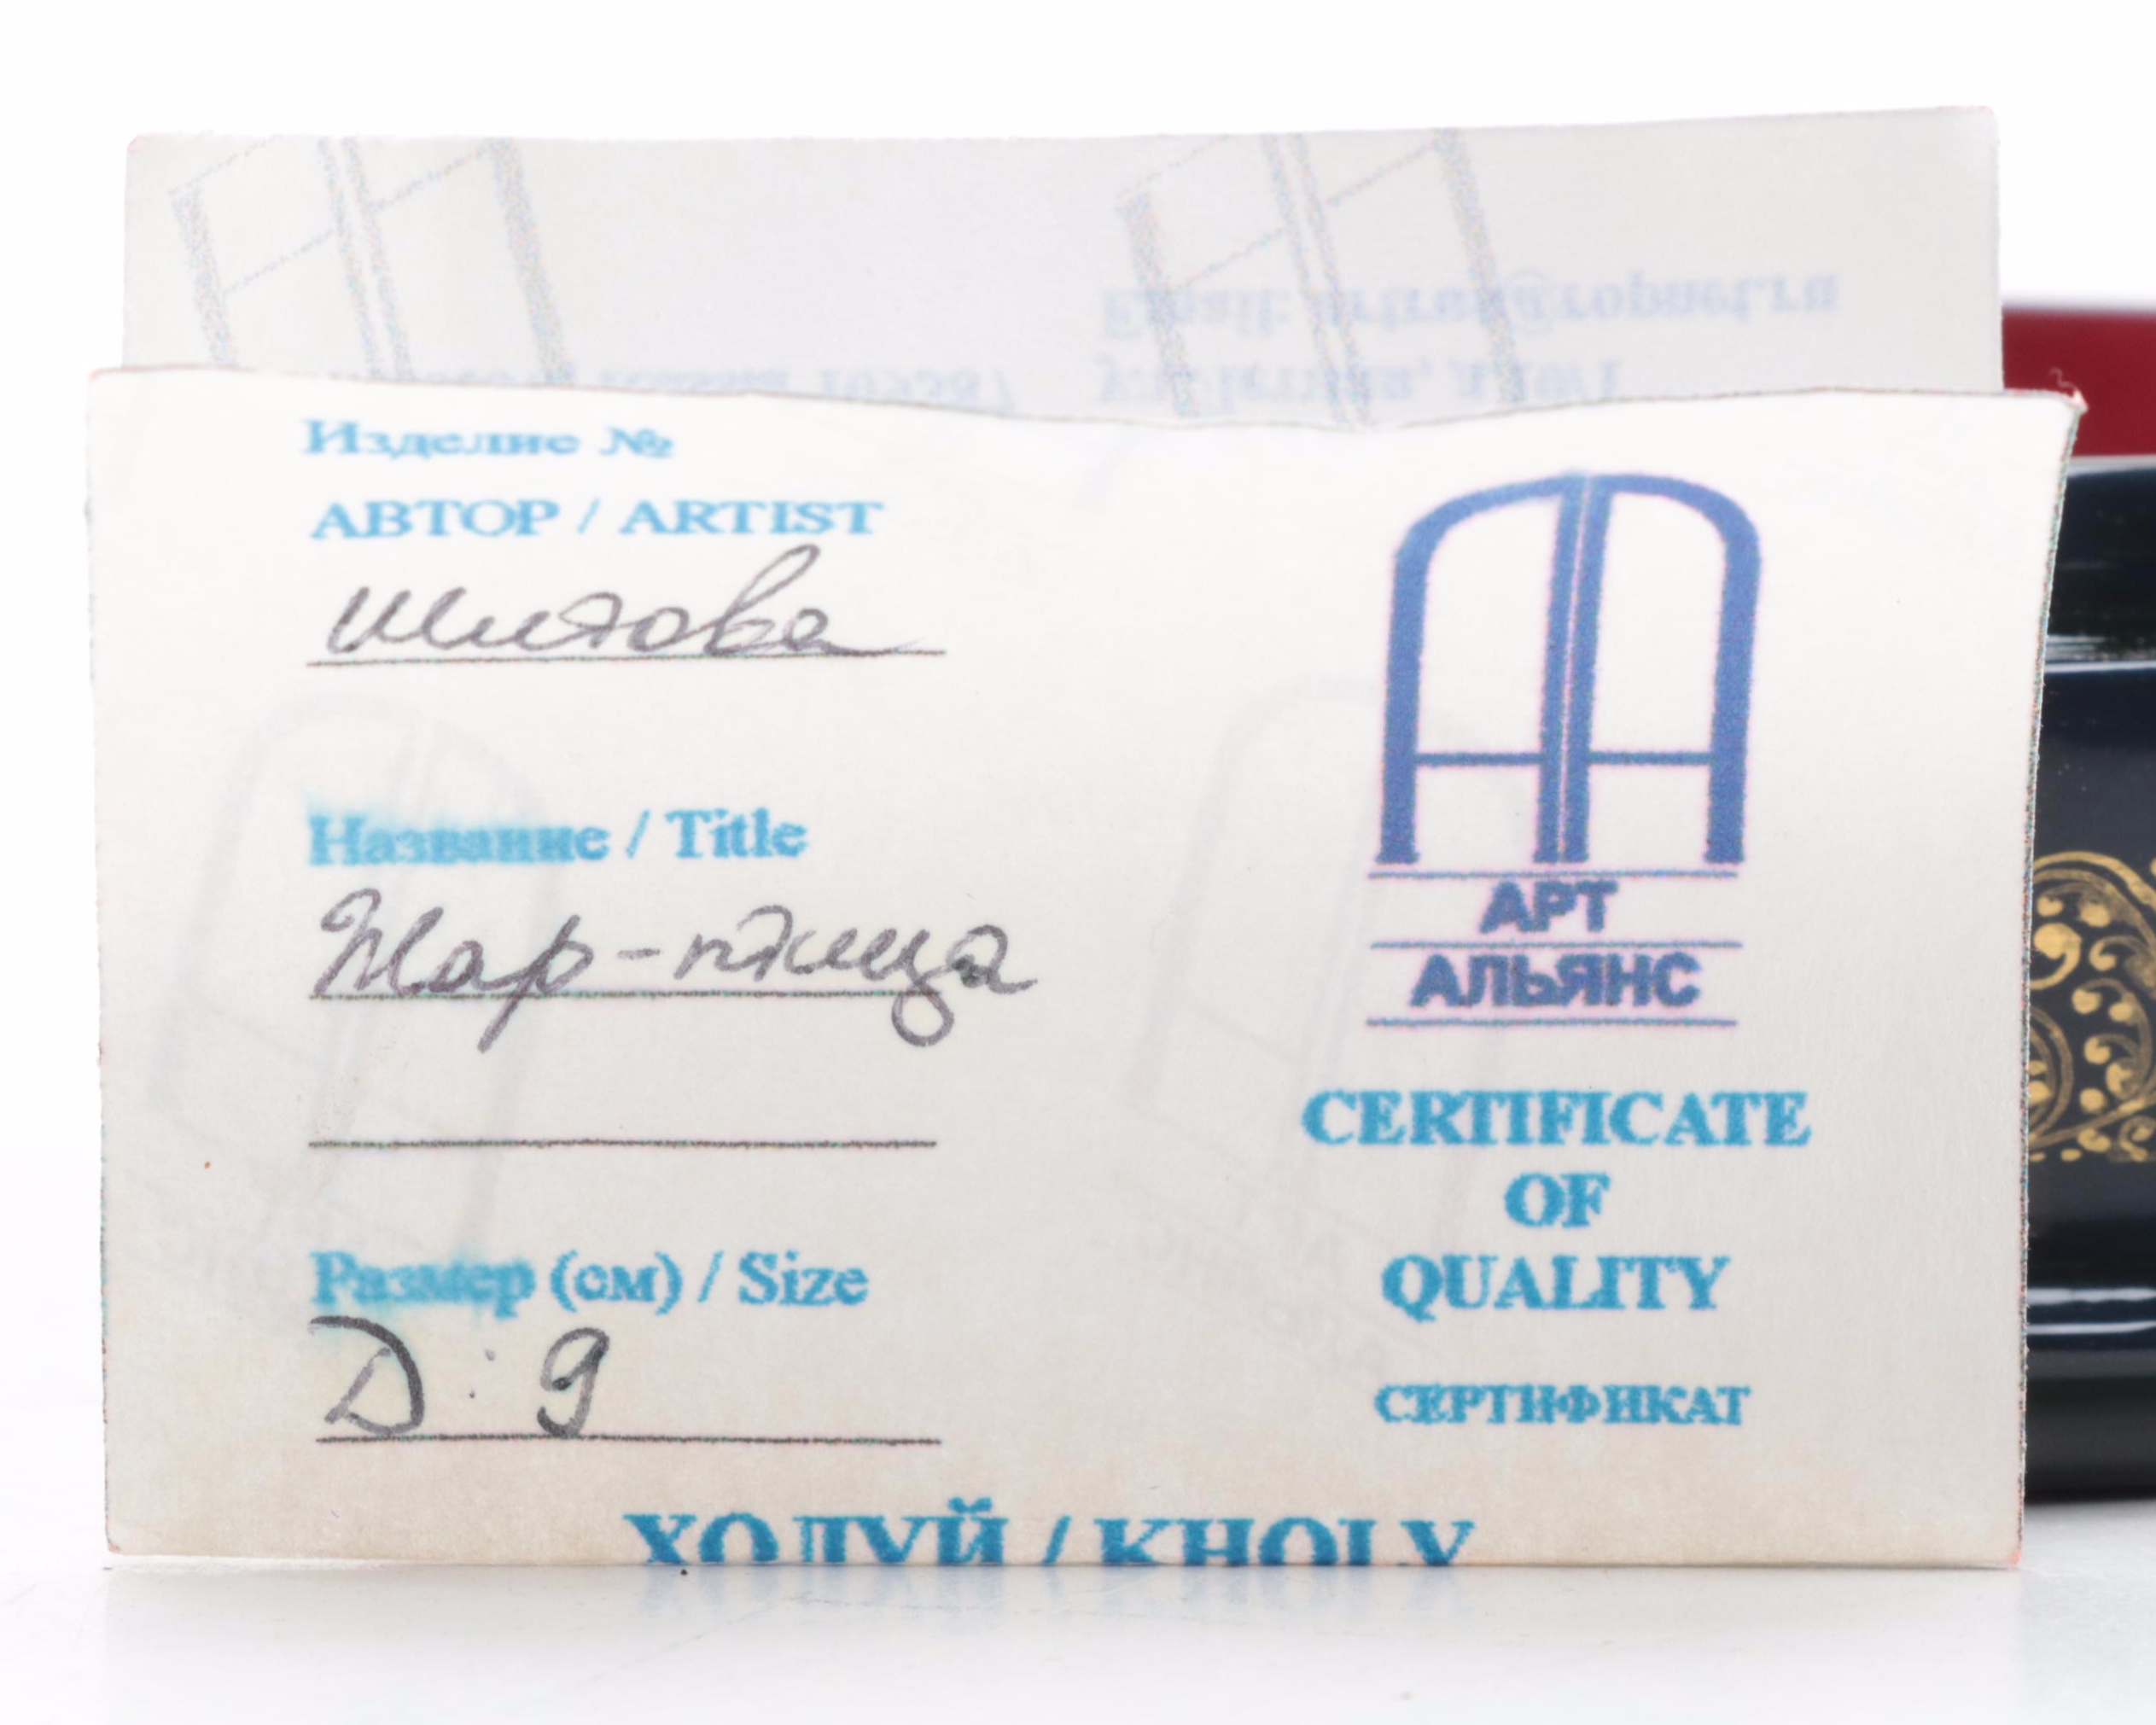 Изделие №
АВТОР / ARTIST
Шитова
Название / Title
Жар-птица
Размер (см) / Size
D : 9
АРТ
АЛЬЯНС
CERTIFICATE
OF
QUALITY
СЕРТИФИКАТ
ХОЛУЙ / KHOLY